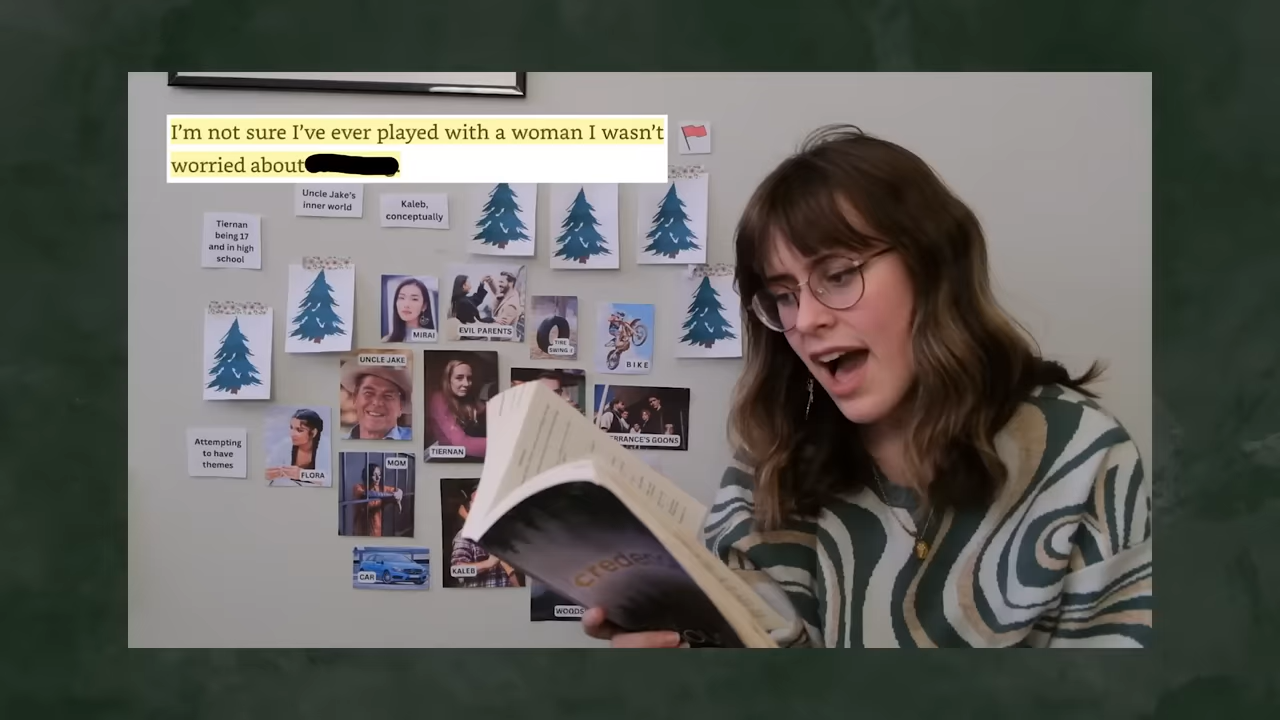 I'm not sure I've ever played with a woman I wasn't
worried about
Uncle Jake's
inner world
Kaleb,
conceptually
Tiernan
being 17
and in high
school
MIRAI
EVIL PARENTS
TIRE
SWING :(
BIKE
UNCLE JAKE
TIERNAN
TERRANCE'S GOONS
Attempting
to have
themes
FLORA
MOM
CAR
KALEB
WOODS